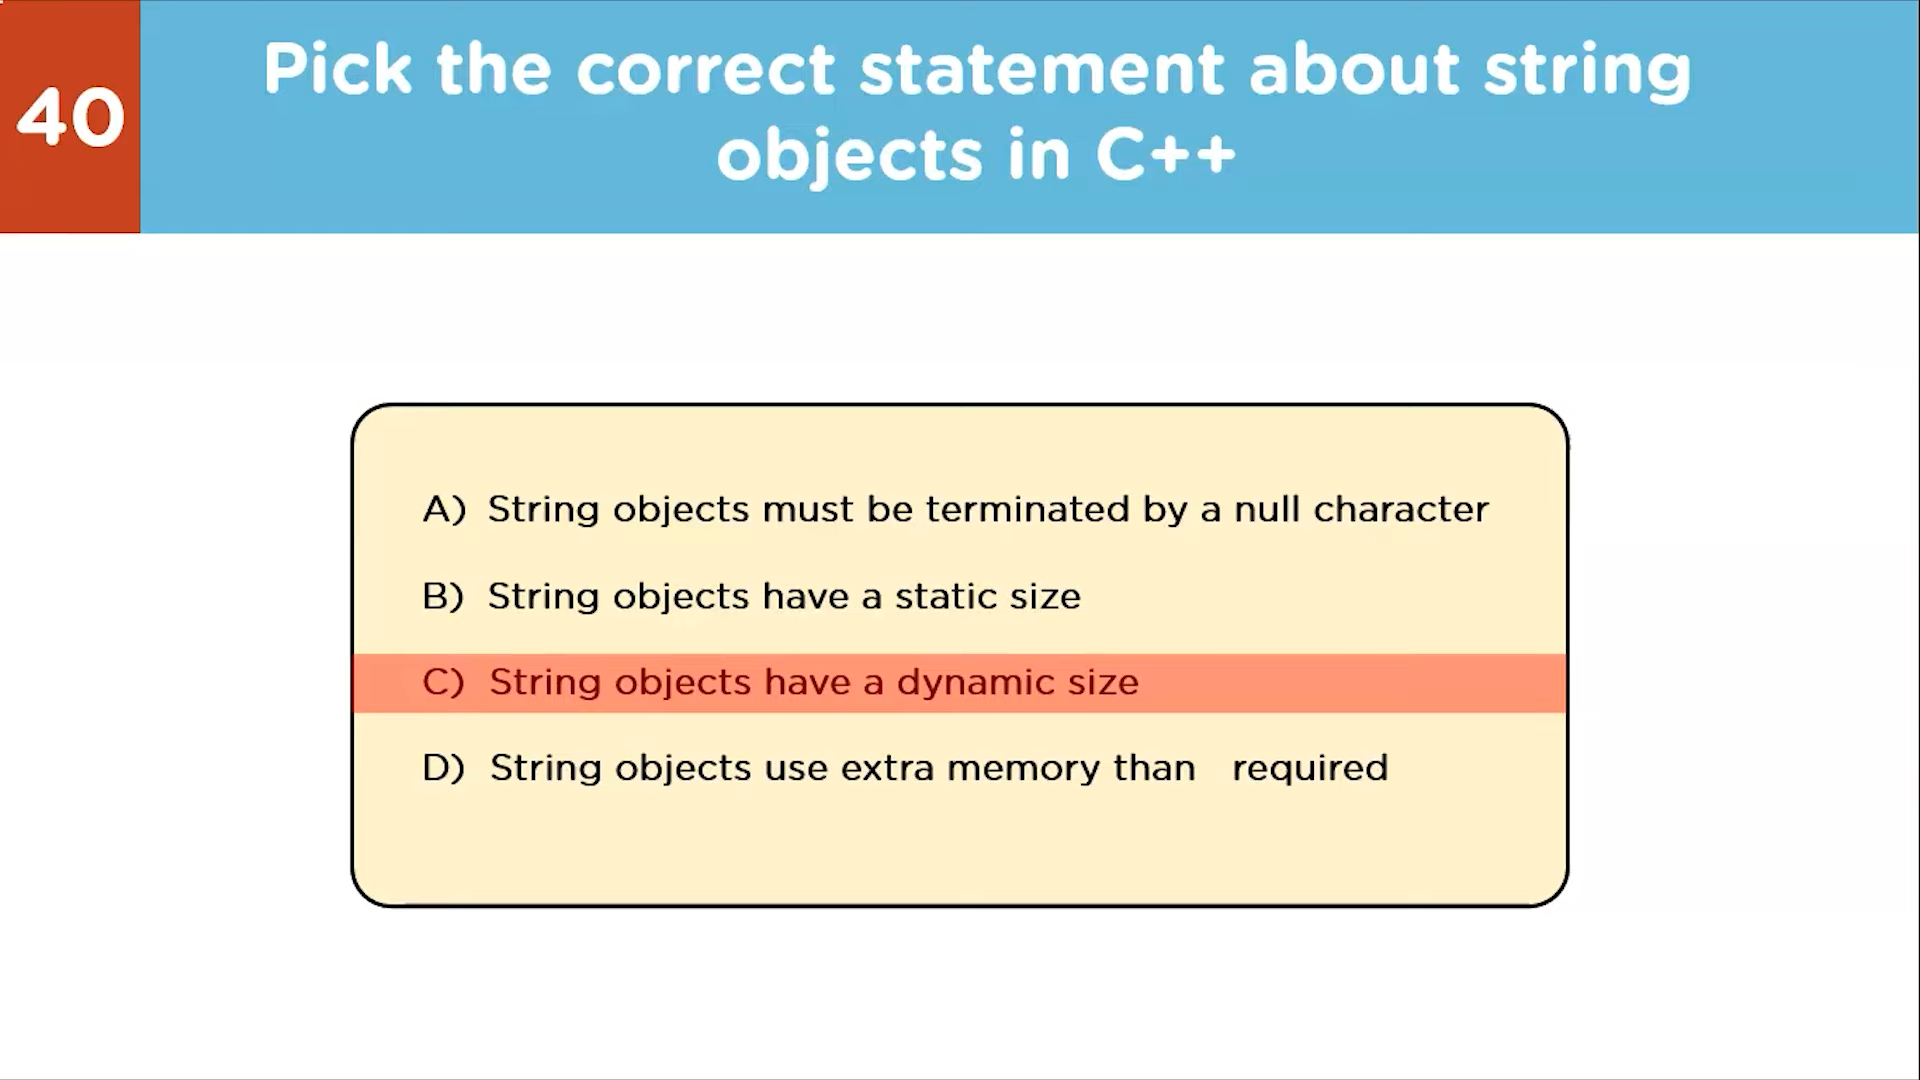 40
Pick the correct statement about string
objects in C++
A) String objects must be terminated by a null character
B) String objects have a static size
C) String objects have a dynamic size
D) String objects use extra memory than required